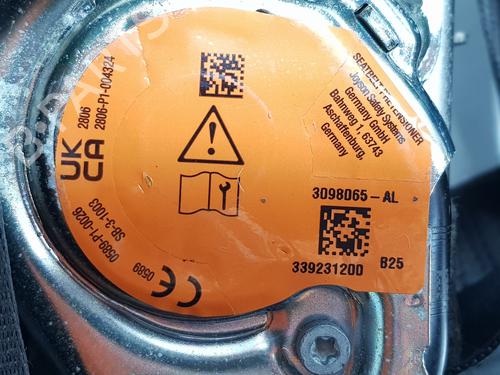 SEATBELT PRETENSIONER
Joyson Safety Systems
Germany GmbH
Bahnweg 1, 63743
Aschaffenburg,
Germany
UK
CA
2806
2806-P1-004324
0589-P1-0026
SB-3-1003
0589
CE
3098065-AL
339231200 B25